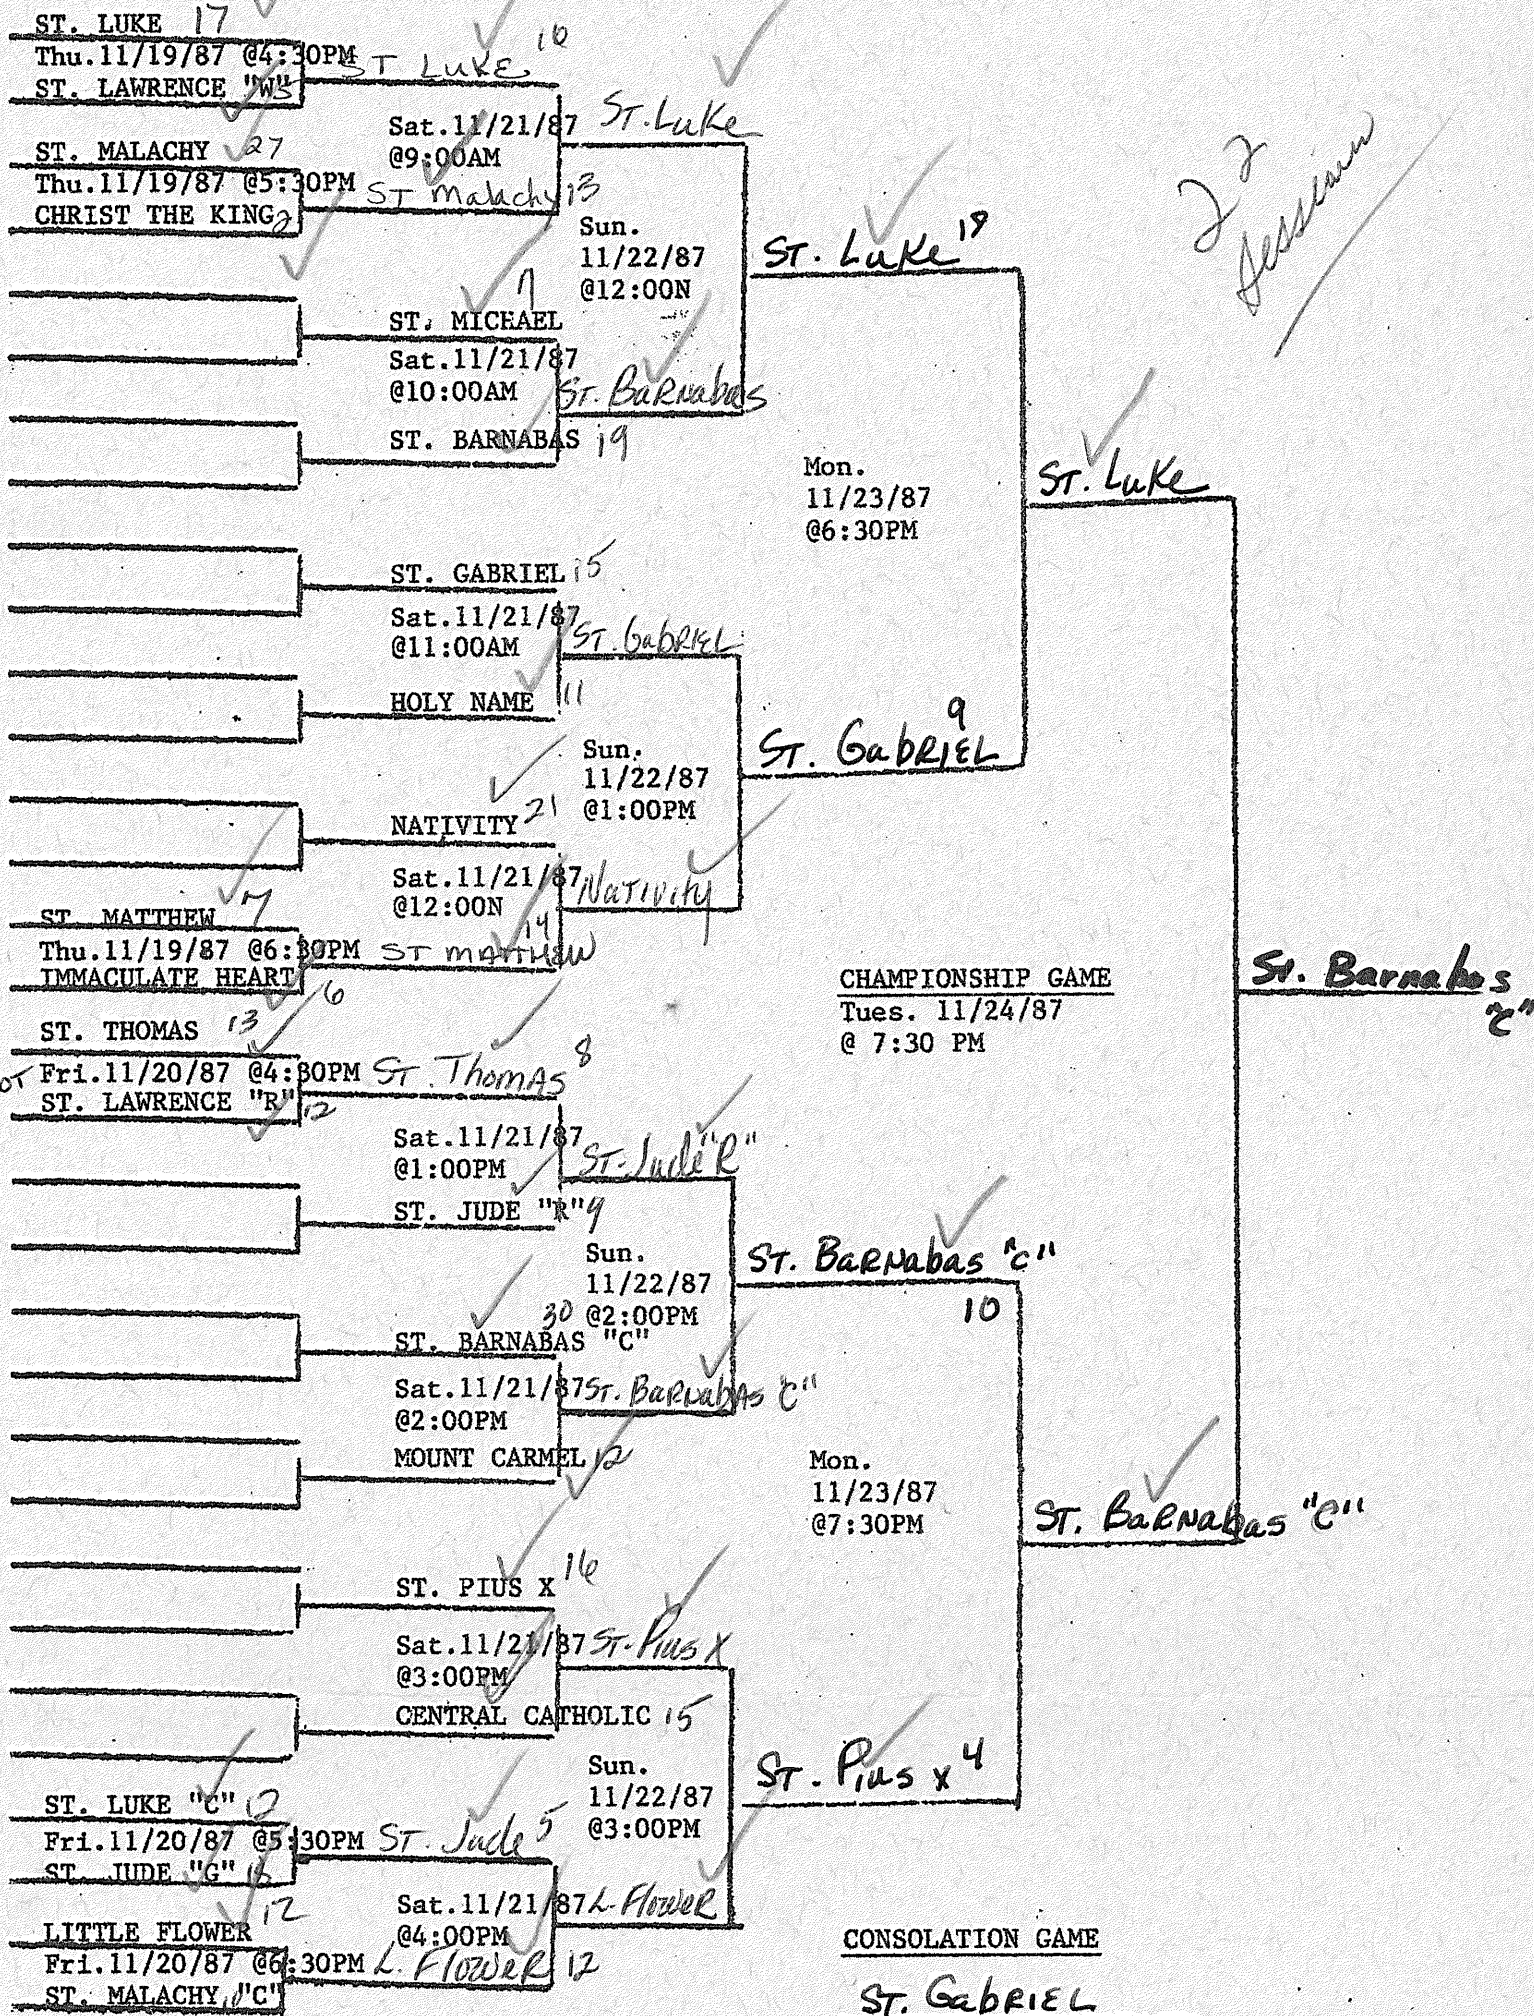 ST. LUKE 17
Thu.11/19/87 @4:30PM
ST. LAWRENCE "W" 5
ST LUKE
Sat.11/21/87
@9:00AM
ST. MALACHY 27
Thu.11/19/87 @5:30PM
CHRIST THE KING 2
ST Malachy 13
ST. Luke
Sun.
11/22/87
@12:00N
ST. MICHAEL 7
Sat.11/21/87
@10:00AM
ST. BARNABAS 19
ST. BARNabas
ST. Luke
22
session
Mon.
11/23/87
@6:30PM
ST. Luke
ST. GABRIEL 15
Sat.11/21/87
@11:00AM
HOLY NAME 11
ST. GabRIEL
Sun.
11/22/87
@1:00PM
ST. GabRIEL 9
NATIVITY 21
Sat.11/21/87
@12:00N
Nativity
ST. MATTHEW 7
Thu.11/19/87 @6:30PM
IMMACULATE HEART 6
ST MATTHEW 14
CHAMPIONSHIP GAME
Tues. 11/24/87
@ 7:30 PM
St. Barnabas
"C"
ST. THOMAS 13
OT Fri.11/20/87 @4:30PM
ST. LAWRENCE "R" 12
ST. Thomas 8
Sat.11/21/87
@1:00PM
ST. JUDE "R" 9
ST. Jude "R"
Sun.
11/22/87
@2:00PM
ST. BARNabas "C"
10
ST. BARNABAS "C" 30
Sat.11/21/87
@2:00PM
MOUNT CARMEL 12
ST. BARNabas "C"
Mon.
11/23/87
@7:30PM
ST. BARNabas "C"
ST. PIUS X 16
Sat.11/21/87
@3:00PM
CENTRAL CATHOLIC 15
ST. Pius X
Sun.
11/22/87
@3:00PM
ST. Pius X 4
ST. LUKE "C" 12
Fri.11/20/87 @5:30PM
ST. JUDE "G"
ST. Jude 5
Sat.11/21/87
@4:00PM
LITTLE FLOWER 12
Fri.11/20/87 @6:30PM
ST. MALACHY "C"
L. FloweR 12
L. FloweR
CONSOLATION GAME
ST. GabRIEL